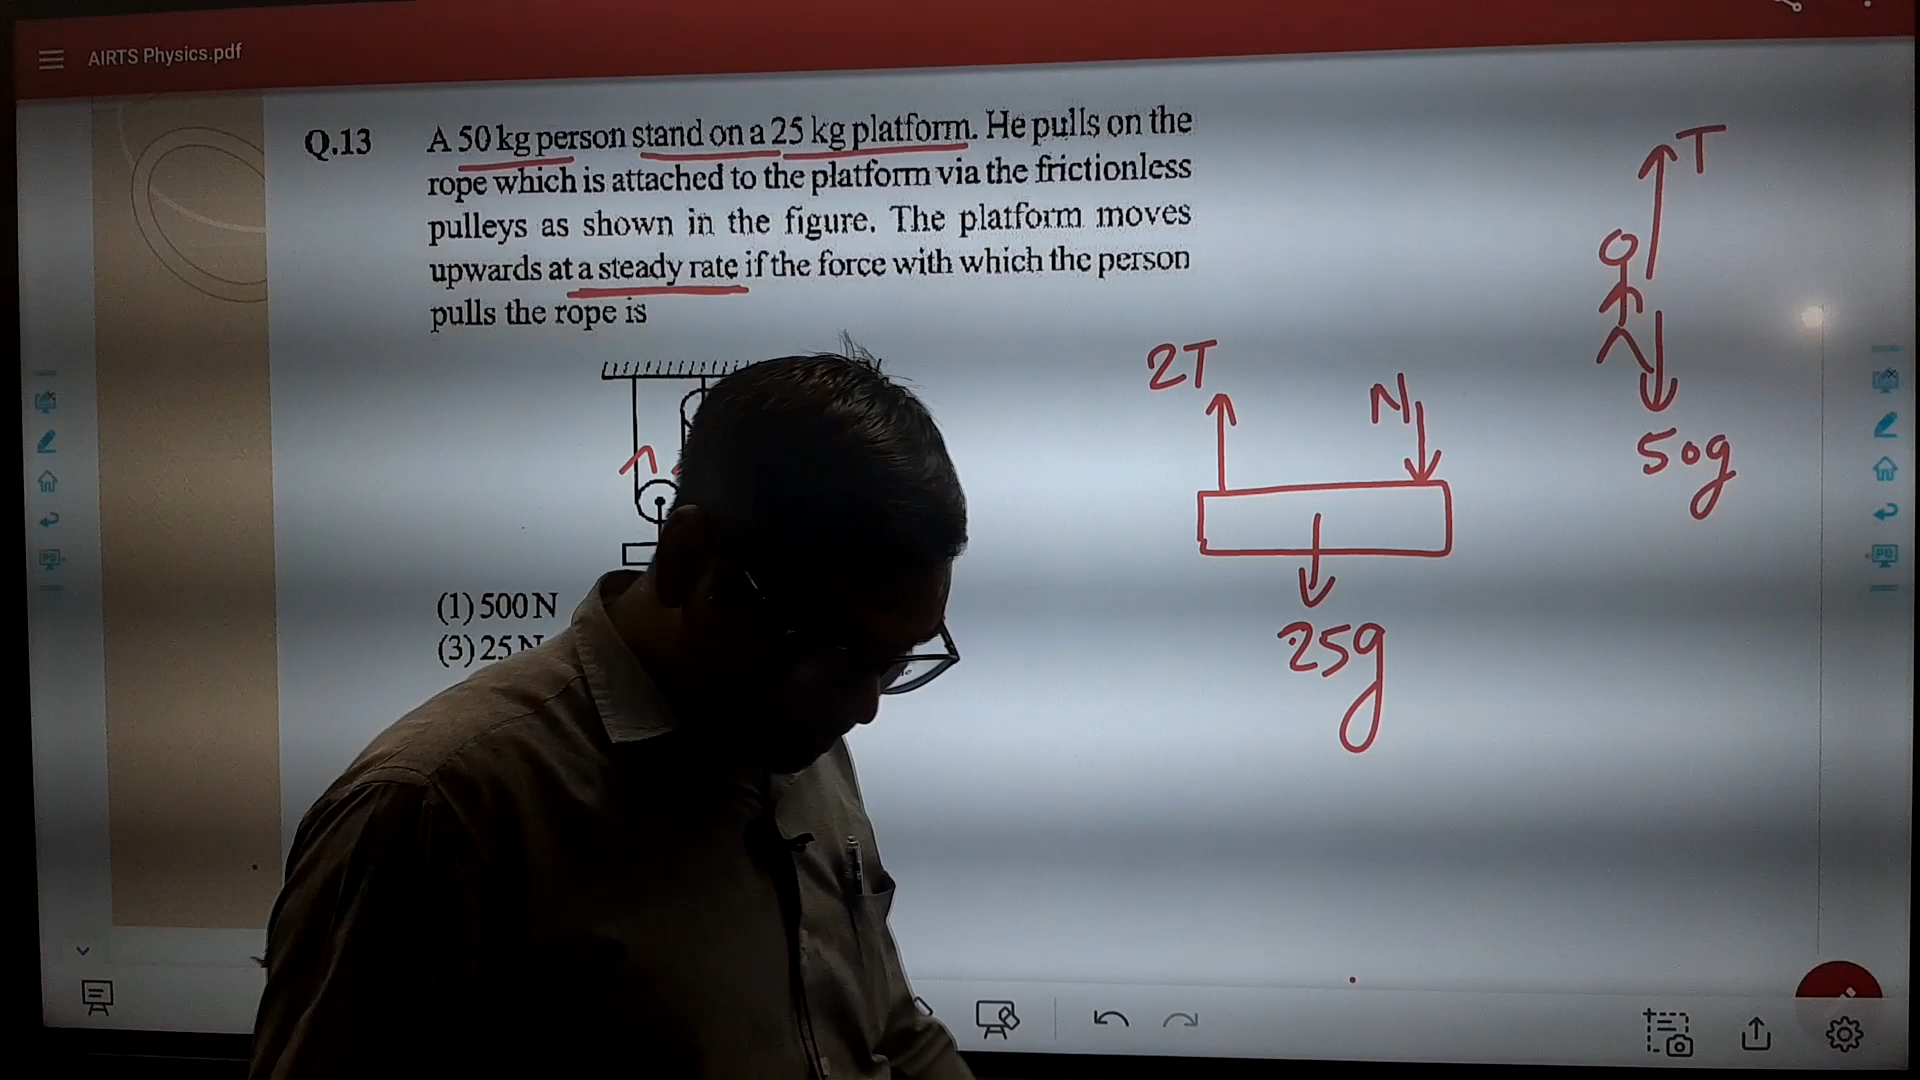 AIRTS Physics.pdf
Q.13 A 50 kg person stand on a 25 kg platform. He pulls on the
rope which is attached to the platform via the frictionless
pulleys as shown in the figure. The platform moves
upwards at a steady rate if the force with which the person
pulls the rope is
(1) 500 N
(3) 25 N
2T
N
25g
T
50g